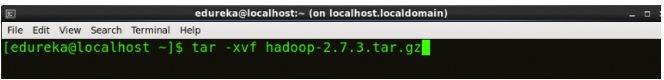 edureka@localhost:~ (on localhost.localdomain)
File Edit View Search Terminal Help
[edureka@localhost ~]$ tar -xvf hadoop-2.7.3.tar.gz